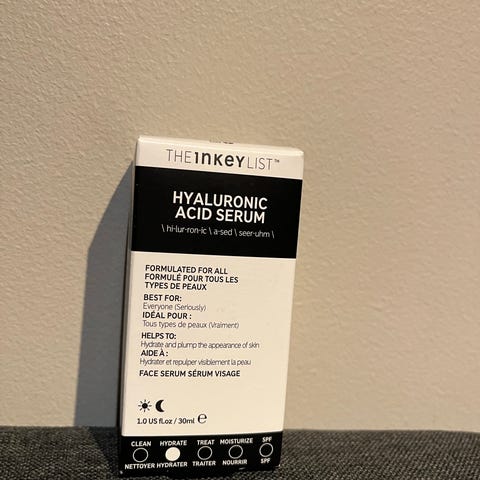 THE INKEY LIST™
HYALURONIC
ACID SERUM
\ hi-lur-ron-ic \ a-sed \ seer-uhm \
FORMULATED FOR ALL
FORMULÉ POUR TOUS LES
TYPES DE PEAUX
BEST FOR:
Everyone (Seriously)
IDÉAL POUR :
Tous types de peaux (Vraiment)
HELPS TO:
Hydrate and plump the appearance of skin
AIDE À :
Hydrater et repulper visiblement la peau
FACE SERUM SÉRUM VISAGE
1.0 US fl.oz / 30ml ℮
CLEAN HYDRATE TREAT MOISTURIZE SPF
NETTOYER HYDRATER TRAITER NOURRIR SPF